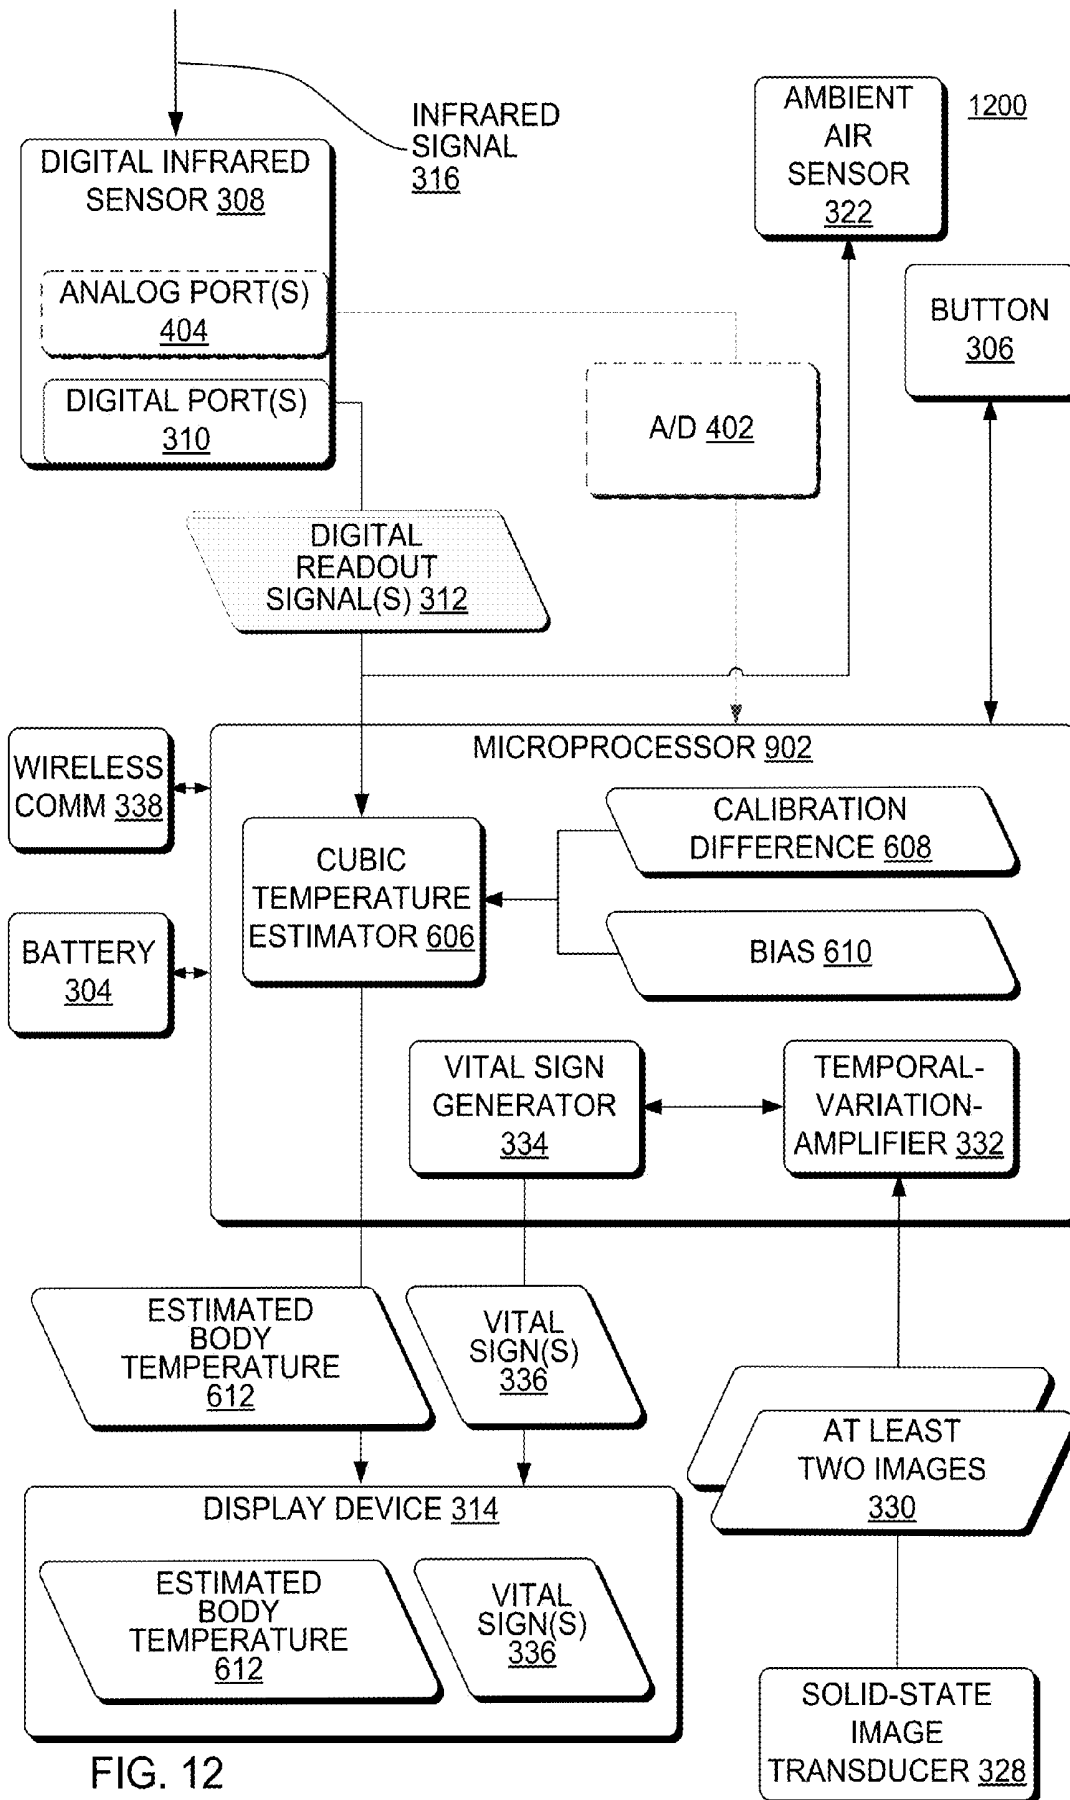 INFRARED
SIGNAL
316
AMBIENT
AIR
SENSOR
322
1200
DIGITAL INFRARED
SENSOR 308
ANALOG PORT(S)
404
DIGITAL PORT(S)
310
BUTTON
306
A/D 402
DIGITAL
READOUT
SIGNAL(S) 312
MICROPROCESSOR 902
WIRELESS
COMM 338
CALIBRATION
DIFFERENCE 608
CUBIC
TEMPERATURE
ESTIMATOR 606
BATTERY
304
BIAS 610
VITAL SIGN
GENERATOR
334
TEMPORAL-
VARIATION-
AMPLIFIER 332
ESTIMATED
BODY
TEMPERATURE
612
VITAL
SIGN(S)
336
AT LEAST
TWO IMAGES
330
DISPLAY DEVICE 314
ESTIMATED
BODY
TEMPERATURE
612
VITAL
SIGN(S)
336
SOLID-STATE
IMAGE
TRANSDUCER 328
FIG. 12